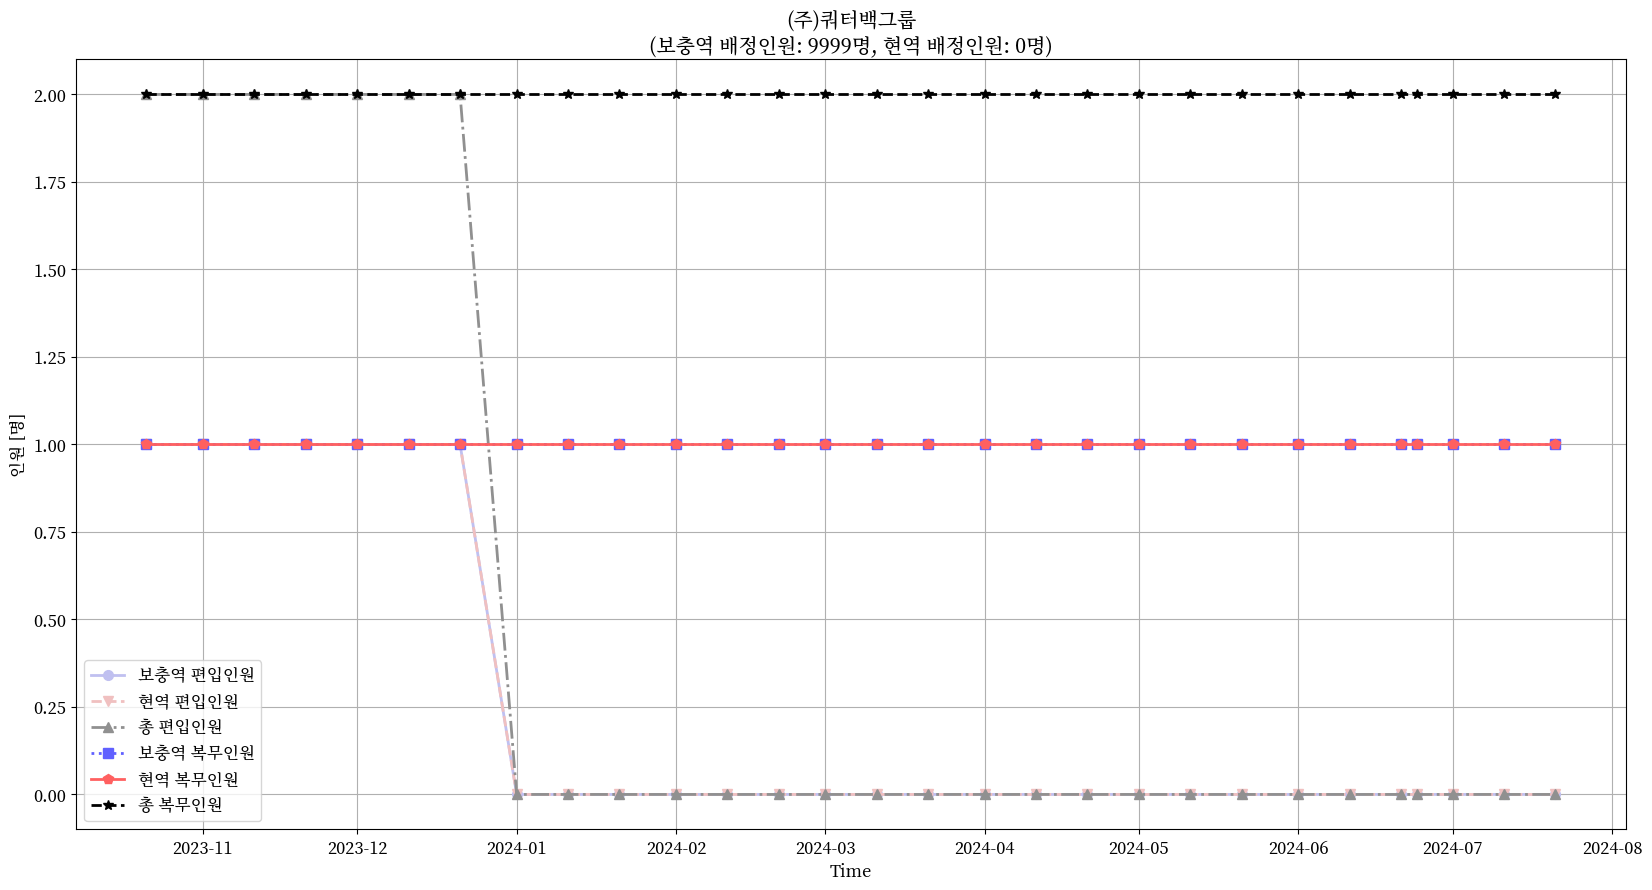 (주)쿼터백그룹
(보충역 배정인원: 9999명, 현역 배정인원: 0명)
2.00
1.75
1.50
1.25
1.00
0.75
0.50
0.25
0.00
인원 [명]
보충역 편입인원
현역 편입인원
총 편입인원
보충역 복무인원
현역 복무인원
총 복무인원
2023-11
2023-12
2024-01
2024-02
2024-03
2024-04
2024-05
2024-06
2024-07
2024-08
Time